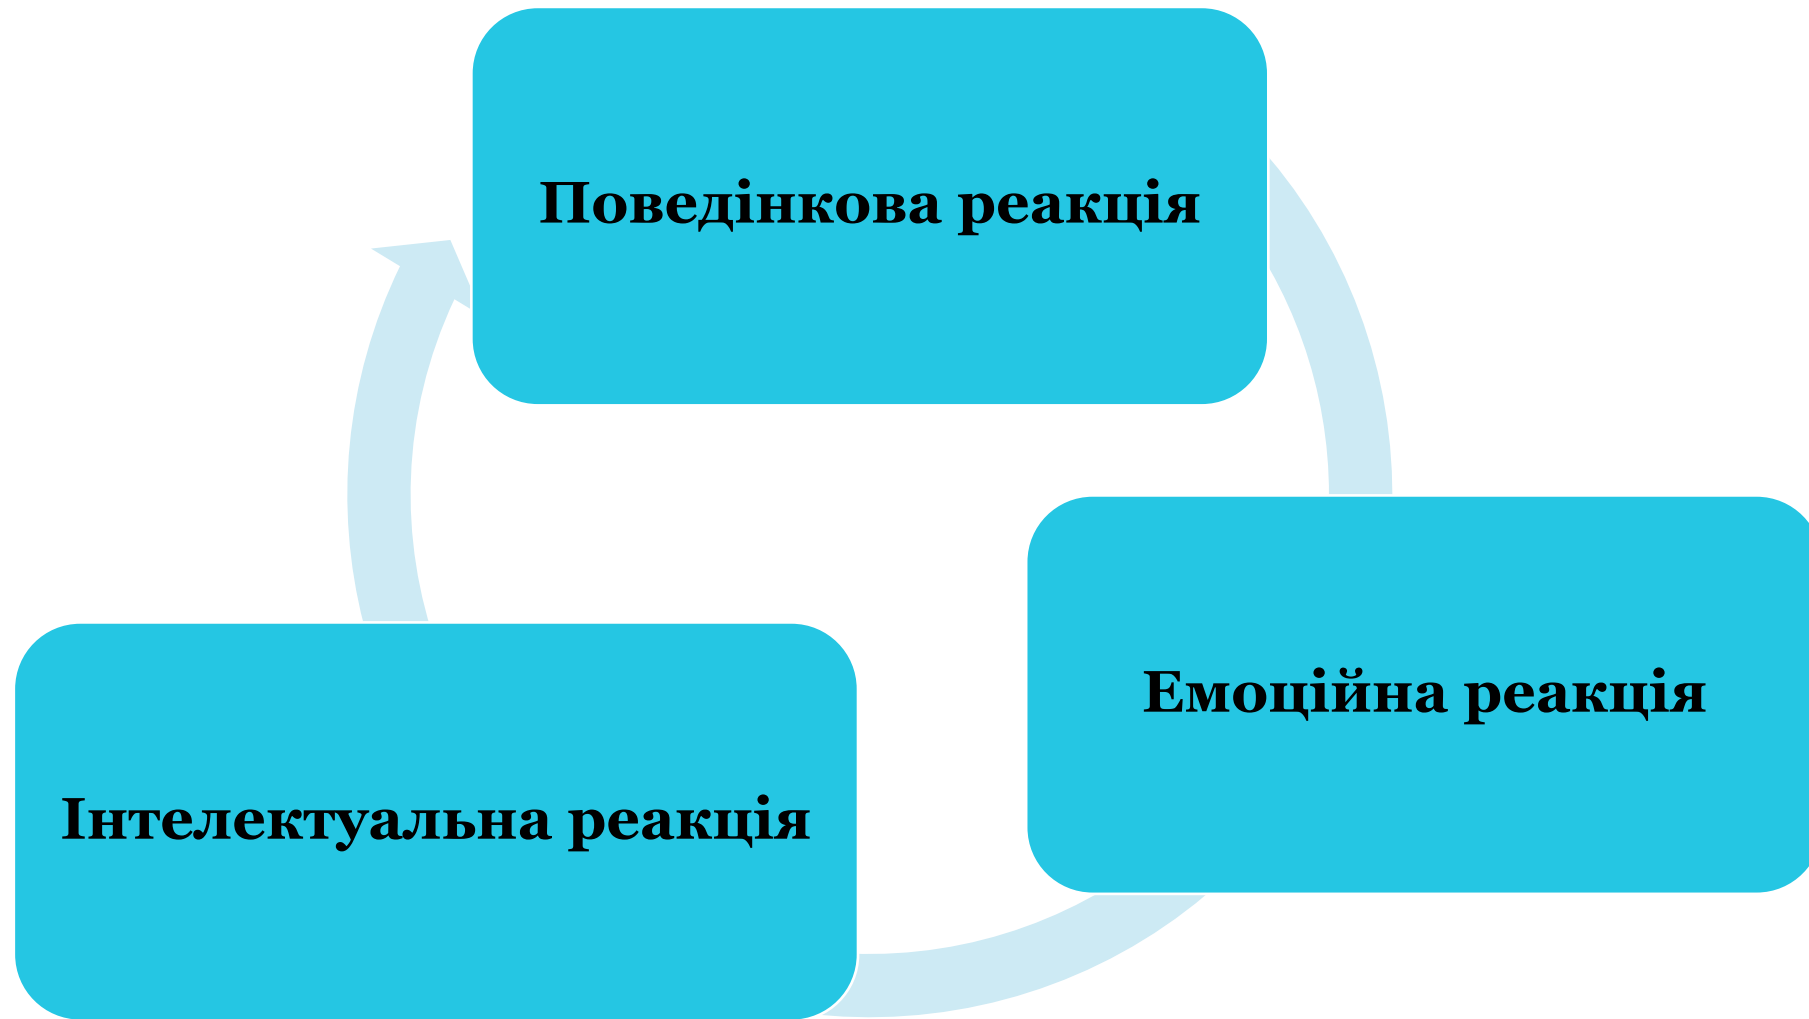 Поведінкова реакція
Емоційна реакція
Інтелектуальна реакція